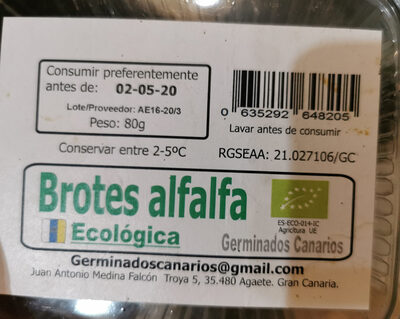 Consumir preferentemente
antes de: 02-05-20
Lote/Proveedor: AE16-20/3
Peso: 80g
0 635292 648205
Lavar antes de consumir
Conservar entre 2-5ºC
RGSEAA: 21.027106/GC
Brotes alfalfa
Ecológica
ES-ECO-014-IC
Agricltura UE
Germinados Canarios
Germinadoscanarios@gmail.com
Juan Antonio Medina Falcón Troya 5, 35.480 Agaete. Gran Canaria.